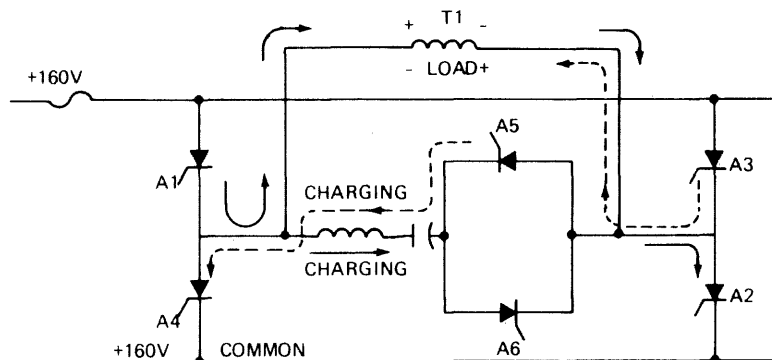 + T1 -
- LOAD+
+160V
A5
A1
A3
CHARGING
CHARGING
A4
A2
A6
+160V COMMON